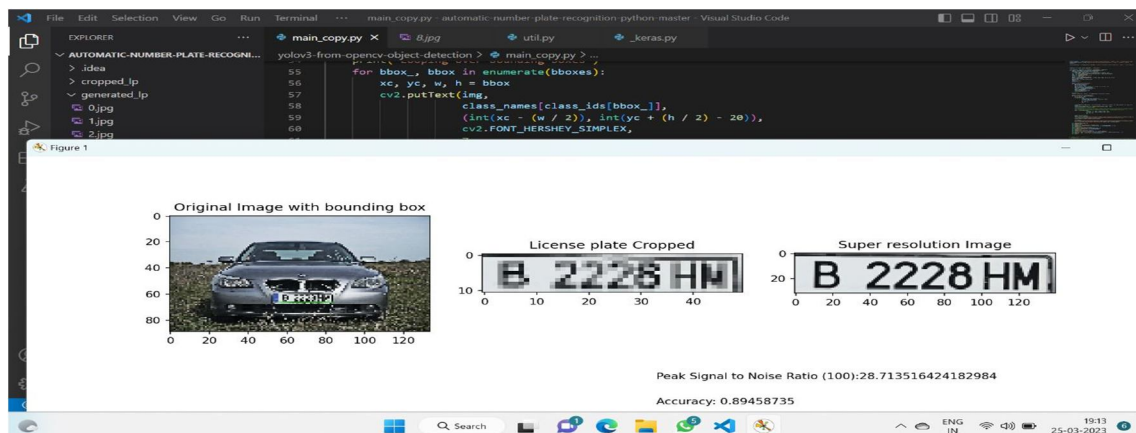 File Edit Selection View Go Run Terminal ··· main_copy.py - automatic-number-plate-recognition-python-master - Visual Studio Code
EXPLORER ···
main_copy.py 8.jpg util.py _keras.py
AUTOMATIC-NUMBER-PLATE-RECOGNI...
yolov3-from-opencv-object-detection > main_copy.py > ...
> .idea
55 for bbox_, bbox in enumerate(bboxes):
> cropped_lp
56 xc, yc, w, h = bbox
generated_lp
57 cv2.putText(img,
0.jpg
58 class_names[class_ids[bbox_]],
1.jpg
59 (int(xc - (w / 2)), int(yc + (h / 2) - 20)),
2.jpg
60 cv2.FONT_HERSHEY_SIMPLEX,
Figure 1
Original Image with bounding box
0
20
40
60
80
0 20 40 60 80 100 120
License plate Cropped
0
10
B 2228 HM
0 10 20 30 40
Super resolution Image
0
20
B 2228 HM
0 20 40 60 80 100 120
Peak Signal to Noise Ratio (100):28.713516424182984
Accuracy: 0.89458735
Search
ENG
IN
19:13
25-03-2023